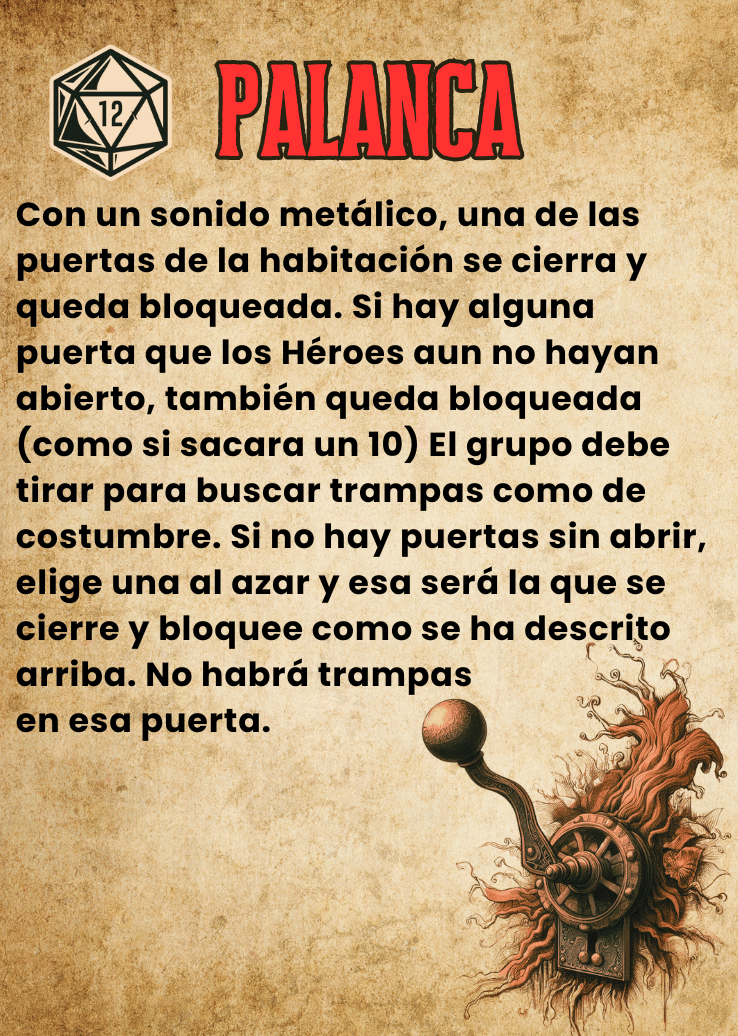 12
PALANCA
Con un sonido metálico, una de las
puertas de la habitación se cierra y
queda bloqueada. Si hay alguna
puerta que los Héroes aun no hayan
abierto, también queda bloqueada
(como si sacara un 10) El grupo debe
tirar para buscar trampas como de
costumbre. Si no hay puertas sin abrir,
elige una al azar y esa será la que se
cierre y bloquee como se ha descrito
arriba. No habrá trampas
en esa puerta.